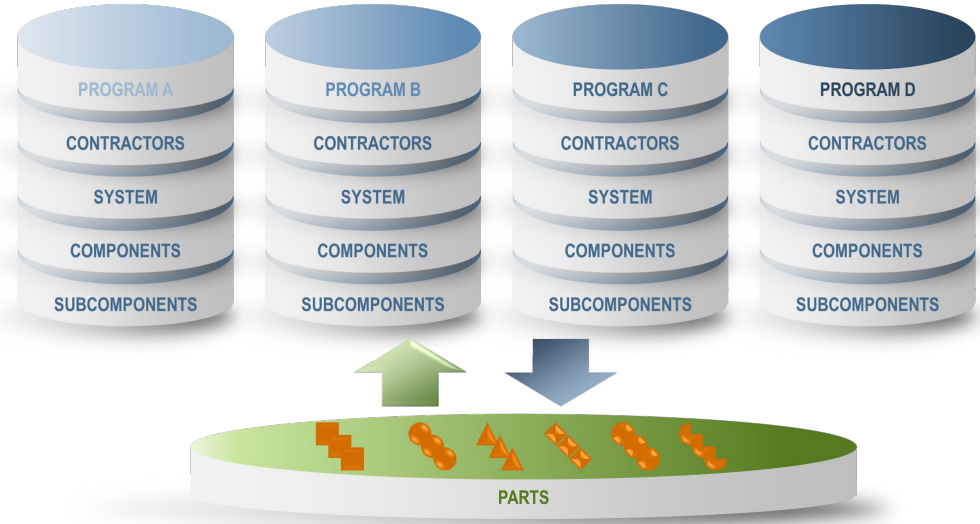 PROGRAM A PROGRAM B PROGRAM C PROGRAM D
CONTRACTORS CONTRACTORS CONTRACTORS CONTRACTORS
SYSTEM SYSTEM SYSTEM SYSTEM
COMPONENTS COMPONENTS COMPONENTS COMPONENTS
SUBCOMPONENTS SUBCOMPONENTS SUBCOMPONENTS SUBCOMPONENTS
PARTS